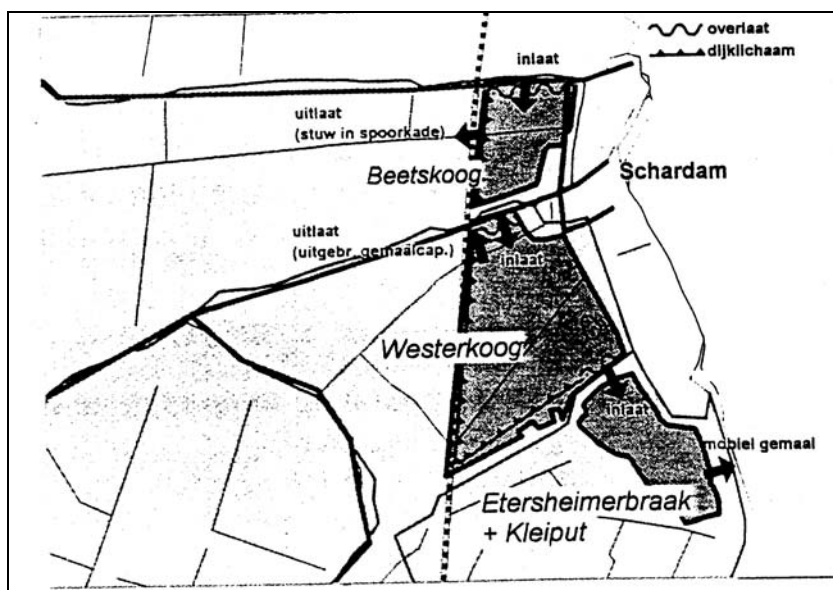 overlaat
dijklichaam
inlaat
uitlaat
(stuw in spoorkade)
Beetskoog
Schardam
uitlaat
(uitgebr. gemaalcap.)
inlaat
Westerkoog
inlaat
mobiel gemaal
Etersheimerbraak
+ Kleiput